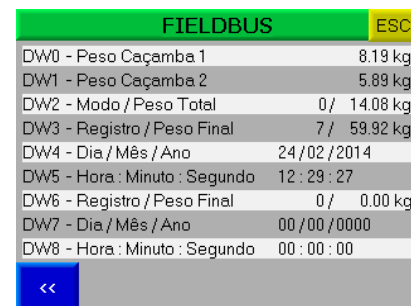 FIELDBUS ESC
DW0 - Peso Caçamba 1 8.19 kg
DW1 - Peso Caçamba 2 5.89 kg
DW2 - Modo / Peso Total 0 / 14.08 kg
DW3 - Registro / Peso Final 7 / 59.92 kg
DW4 - Dia / Mês / Ano 24 / 02 / 2014
DW5 - Hora : Minuto : Segundo 12 : 29 : 27
DW6 - Registro / Peso Final 0 / 0.00 kg
DW7 - Dia / Mês / Ano 00 / 00 / 0000
DW8 - Hora : Minuto : Segundo 00 : 00 : 00
<<